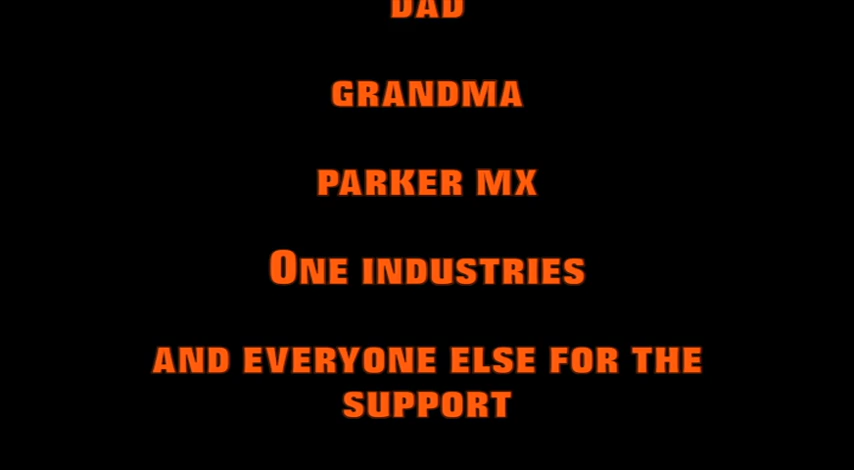 DAD
GRANDMA
PARKER MX
ONE INDUSTRIES
AND EVERYONE ELSE FOR THE
SUPPORT